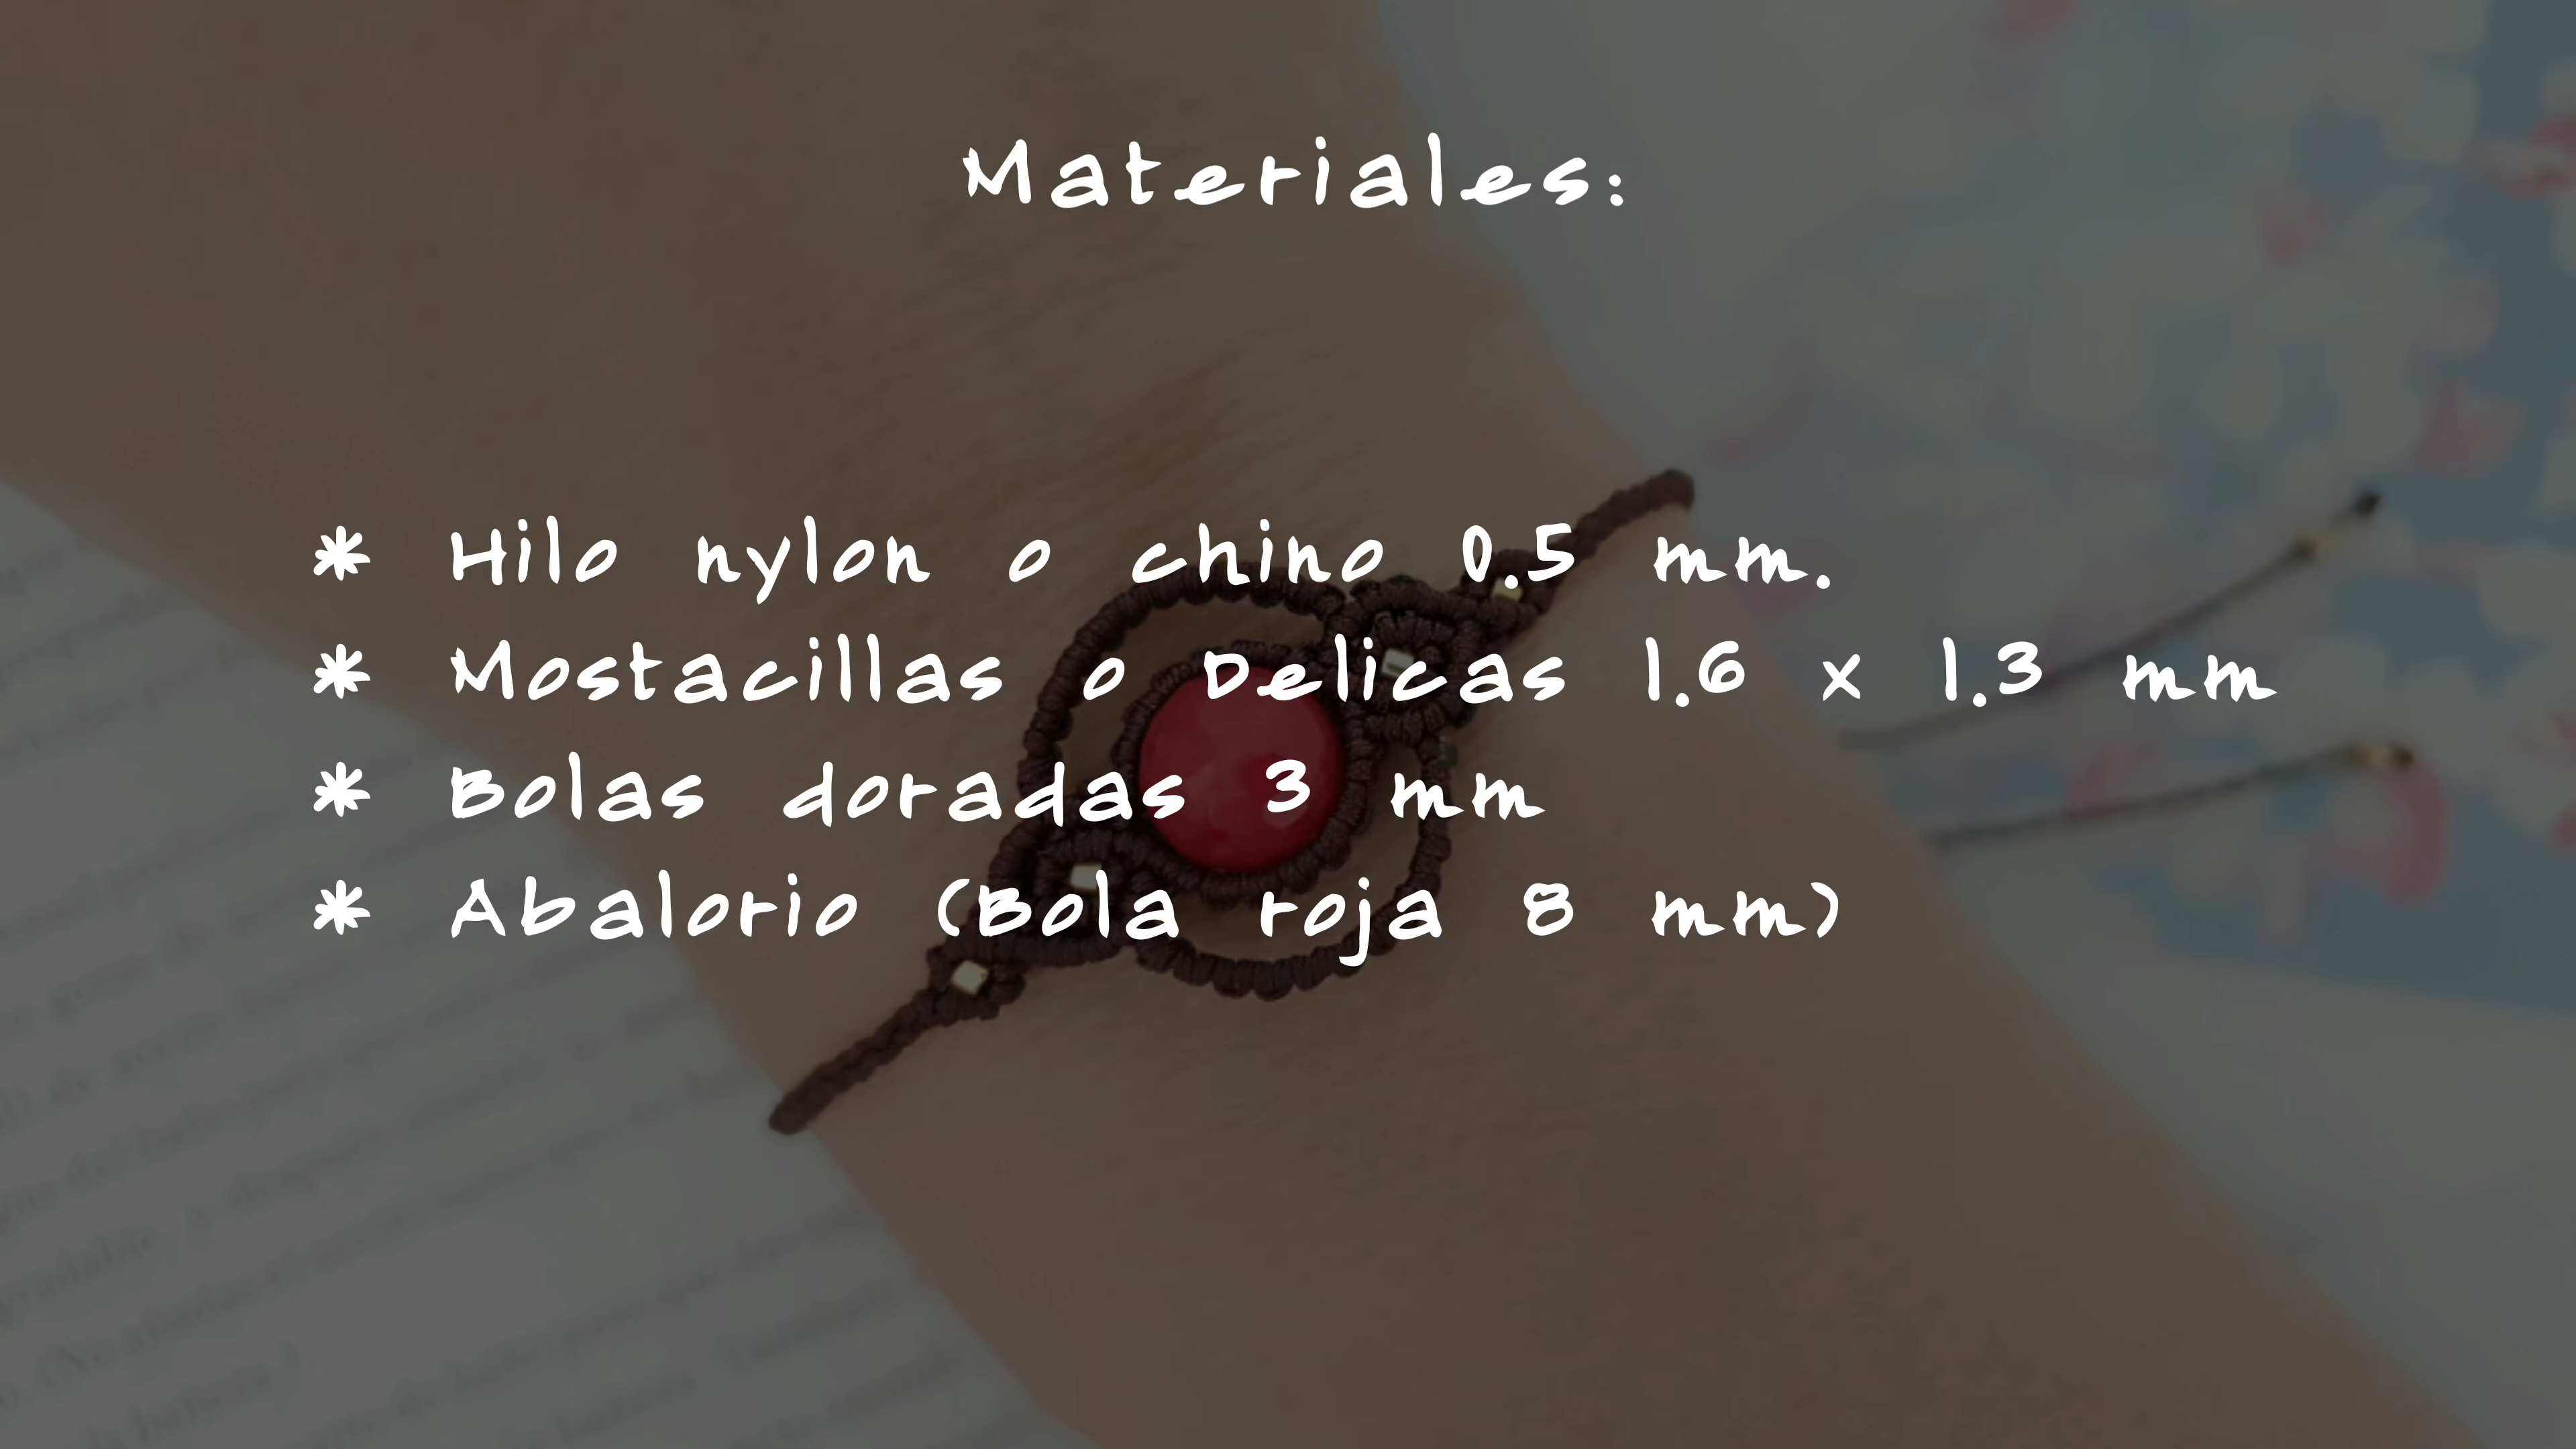 Materiales:
* Hilo nylon o chino 0.5 mm.
* Mostacillas o Delicas 1.6 x 1.3 mm
* Bolas doradas 3 mm
* Abalorio (Bola roja 8 mm)